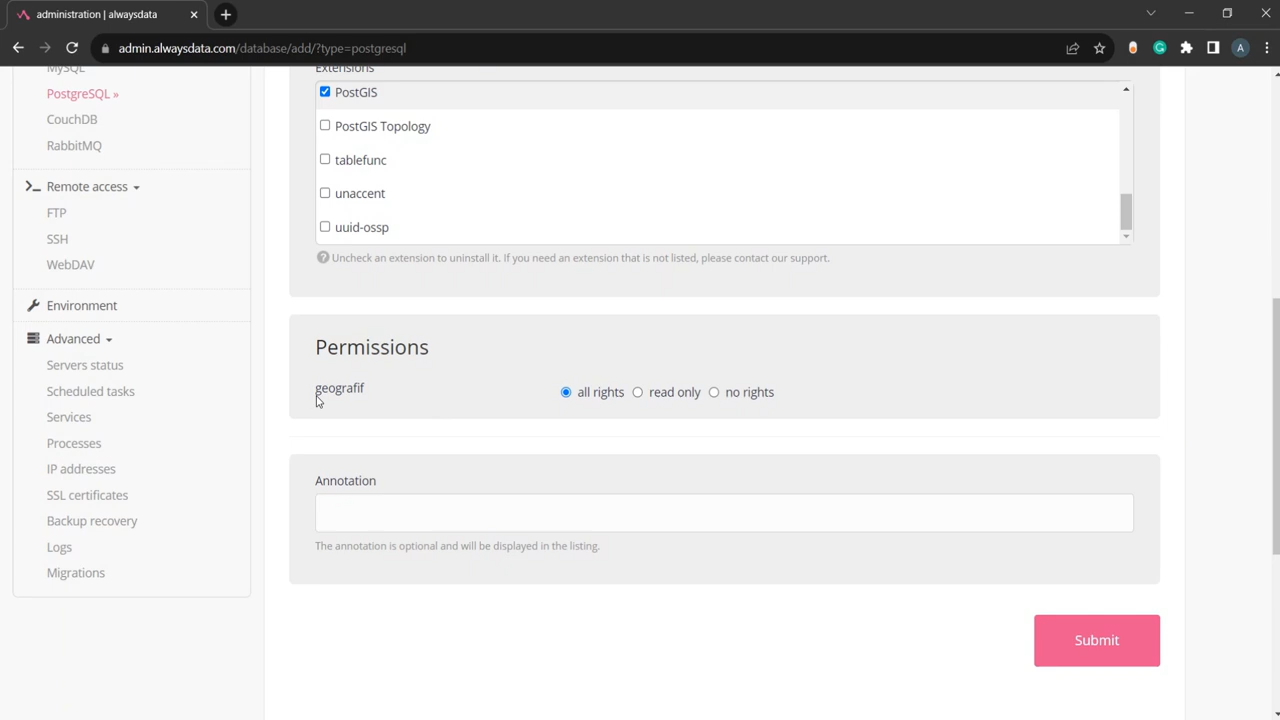 administration | alwaysdata
admin.alwaysdata.com/database/add/?type=postgresql
A
MySQL
PostgreSQL »
CouchDB
RabbitMQ
Remote access
FTP
SSH
WebDAV
Environment
Advanced
Servers status
Scheduled tasks
Services
Processes
IP addresses
SSL certificates
Backup recovery
Logs
Migrations
Extensions
PostGIS
PostGIS Topology
tablefunc
unaccent
uuid-ossp
Uncheck an extension to uninstall it. If you need an extension that is not listed, please contact our support.
Permissions
geografif
all rights read only no rights
Annotation
The annotation is optional and will be displayed in the listing.
Submit